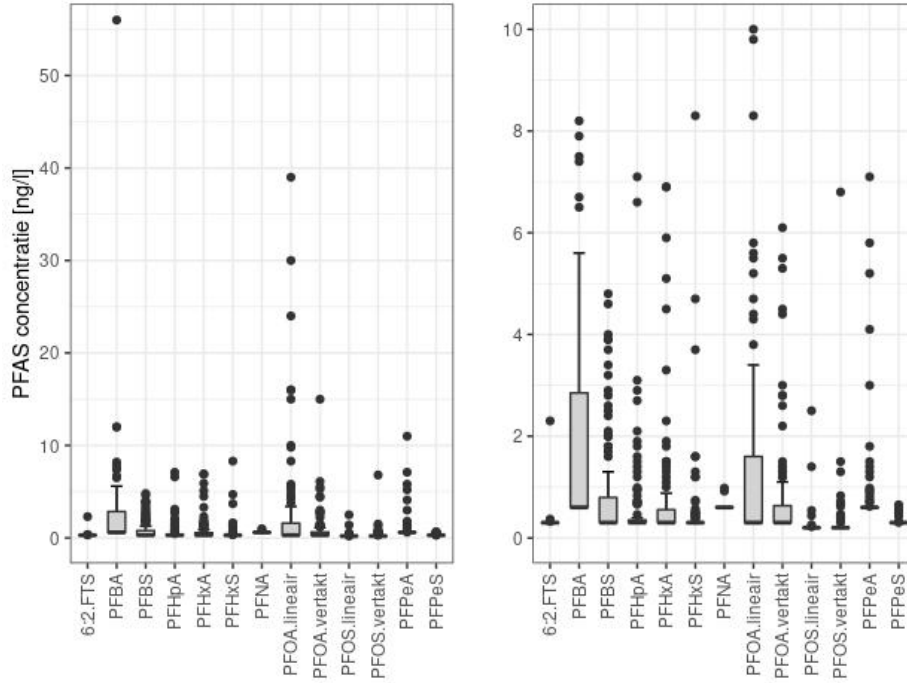 PFAS concentratie [ng/l]
50
40
30
20
10
0
6:2.FTS
PFBA
PFBS
PFHpA
PFHxA
PFHxS
PFNA
PFOA.lineair
PFOA.vertakt
PFOS.lineair
PFOS.vertakt
PFPeA
PFPeS
10
8
6
4
2
0
6:2.FTS
PFBA
PFBS
PFHpA
PFHxA
PFHxS
PFNA
PFOA.lineair
PFOA.vertakt
PFOS.lineair
PFOS.vertakt
PFPeA
PFPeS